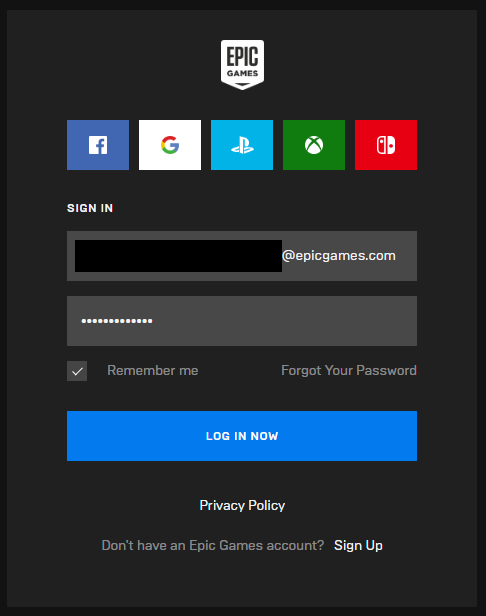 EPIC
GAMES
SIGN IN
@epicgames.com
•••••••••••••
Remember me Forgot Your Password
LOG IN NOW
Privacy Policy
Don't have an Epic Games account? Sign Up